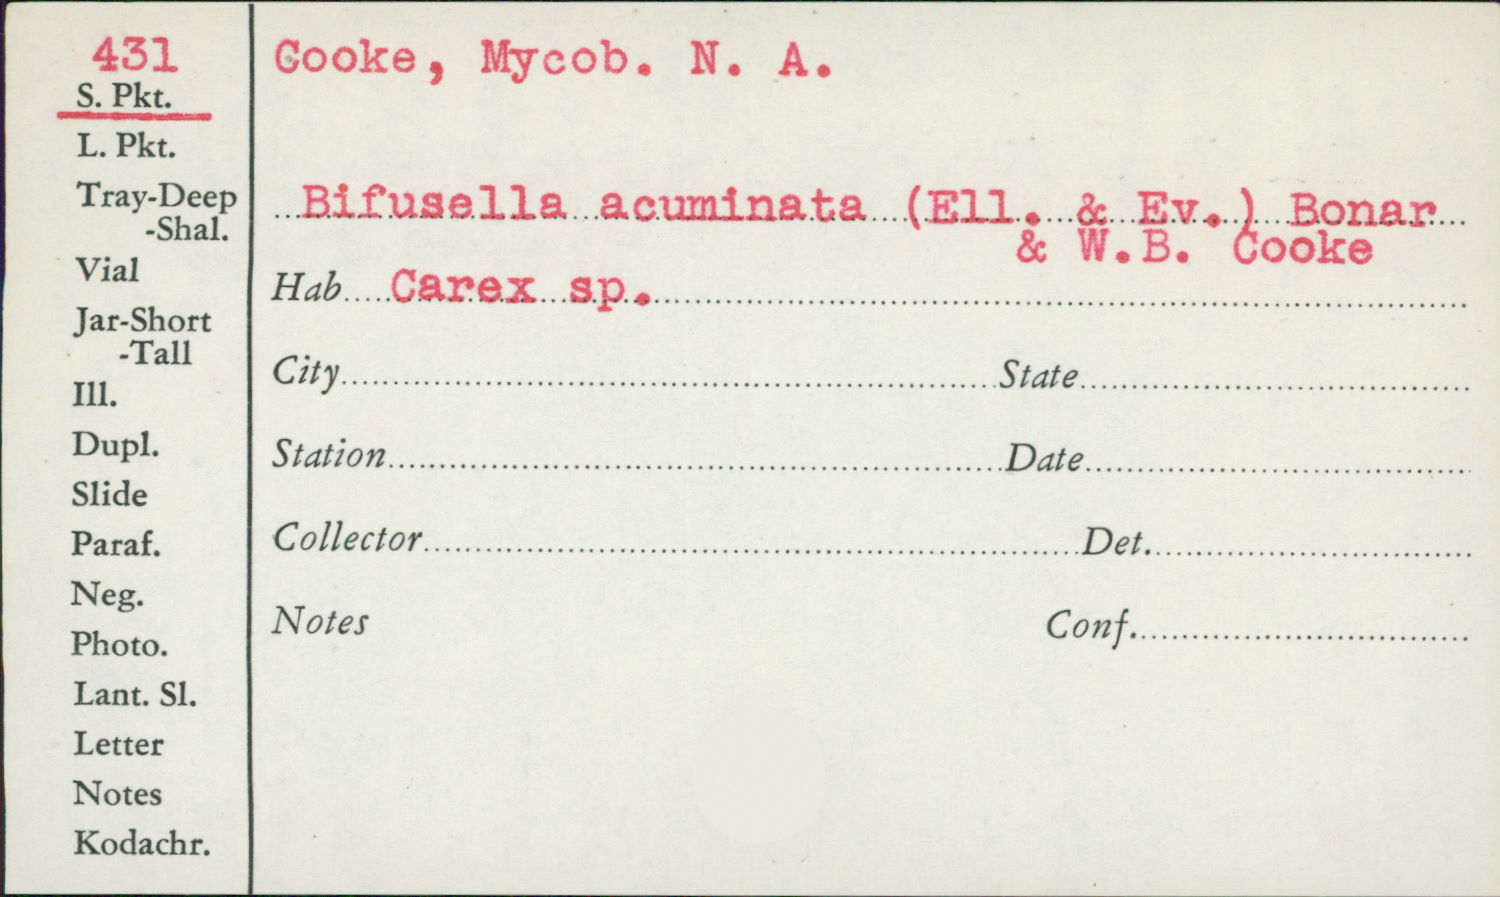 431
S. Pkt.
L. Pkt.
Tray-Deep
-Shal.
Vial
Jar-Short
-Tall
Ill.
Dupl.
Slide
Paraf.
Neg.
Photo.
Lant. Sl.
Letter
Notes
Kodachr.
Cooke, Mycob. N. A.
Bifusella acuminata (Ell. & Ev.) Bonar
& W.B. Cooke
Hab. Carex sp.
City State
Station Date
Collector Det.
Notes Conf.